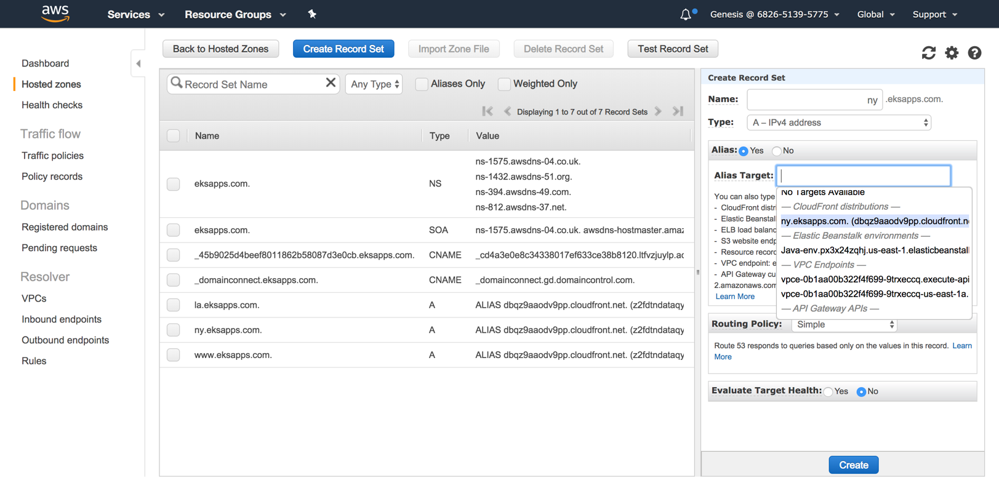 aws Services Resource Groups Genesis @ 6826-5139-5775 Global Support
Dashboard
Hosted zones
Health checks
Traffic flow
Traffic policies
Policy records
Domains
Registered domains
Pending requests
Resolver
VPCs
Inbound endpoints
Outbound endpoints
Rules
Back to Hosted Zones Create Record Set Import Zone File Delete Record Set Test Record Set
Record Set Name Any Type Aliases Only Weighted Only
Displaying 1 to 7 out of 7 Record Sets
Name Type Value
eksapps.com. NS
ns-1575.awsdns-04.co.uk.
ns-1432.awsdns-51.org.
ns-394.awsdns-49.com.
ns-812.awsdns-37.net.
eksapps.com. SOA ns-1575.awsdns-04.co.uk. awsdns-hostmaster.amaz
_45b9025d4beef8011862b58087d3e0cb.eksapps.com. CNAME _cd4a3e0e8c34338017ef633ce38b8120.ltfvzjuylp.ac
_domainconnect.eksapps.com. CNAME _domainconnect.gd.domaincontrol.com.
la.eksapps.com. A ALIAS dbqz9aaodv9pp.cloudfront.net. (z2fdtndataqy
ny.eksapps.com. A ALIAS dbqz9aaodv9pp.cloudfront.net. (z2fdtndataqy
www.eksapps.com. A ALIAS dbqz9aaodv9pp.cloudfront.net. (z2fdtndataqy
Create Record Set
Name: ny .eksapps.com.
Type: A – IPv4 address
Alias: Yes No
Alias Target:
You can also type
- CloudFront distri
- Elastic Beanstal
- ELB load balanc
- S3 website endp
- Resource record
- VPC endpoint: e
- API Gateway cu
2.amazonaws.com
Learn More
No Targets Available
— CloudFront distributions —
ny.eksapps.com. (dbqz9aaodv9pp.cloudfront.n
— Elastic Beanstalk environments —
Java-env.px3x24zqhj.us-east-1.elasticbeanstall
— VPC Endpoints —
vpce-0b1aa00b322f4f699-9trxeccq.execute-api
vpce-0b1aa00b322f4f699-9trxeccq-us-east-1a.
— API Gateway APIs —
Routing Policy: Simple
Route 53 responds to queries based only on the values in this record. Learn
More
Evaluate Target Health: Yes No
Create